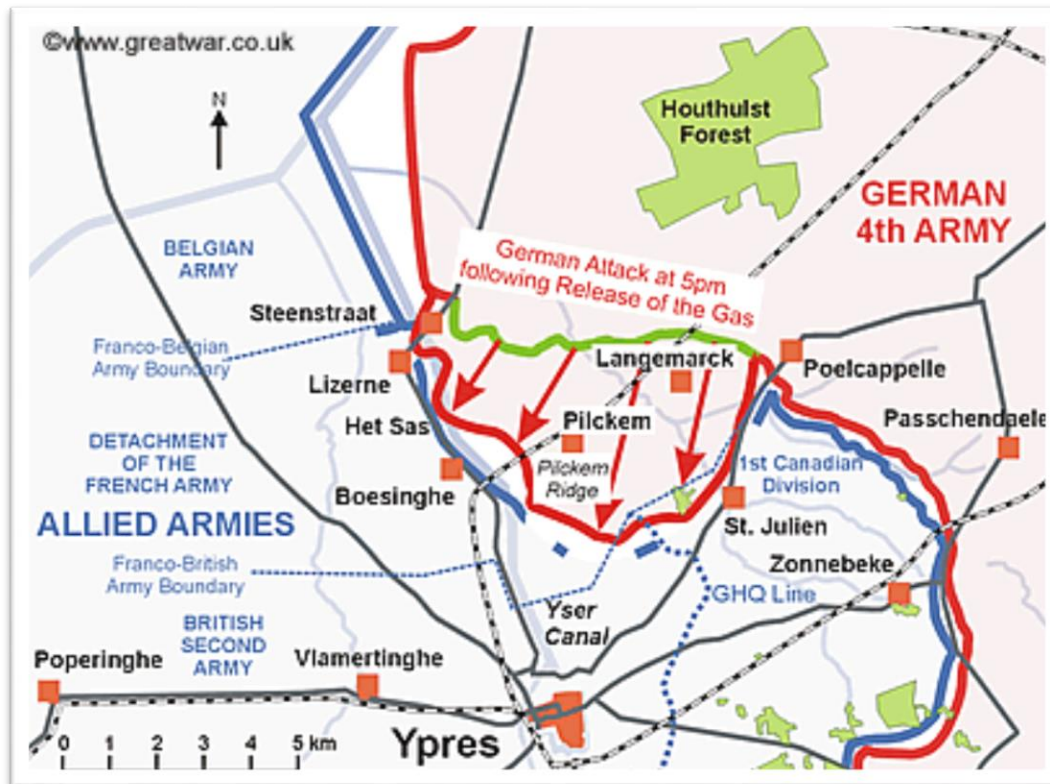 ©www.greatwar.co.uk
N
Houthulst
Forest
GERMAN
4th ARMY
BELGIAN
ARMY
German Attack at 5pm
following Release of the Gas
Steenstraat
Franco-Belgian
Army Boundary
Langemarck
Poelcappelle
Lizerne
Passchendaele
Het Sas
Pilckem
DETACHMENT
OF THE
FRENCH ARMY
Pilckem
Ridge
1st Canadian
Division
Boesinghe
ALLIED ARMIES
St. Julien
Franco-British
Army Boundary
Zonnebeke
GHQ Line
Yser
Canal
BRITISH
SECOND
ARMY
Poperinghe
Vlamertinghe
Ypres
0 1 2 3 4 5 km